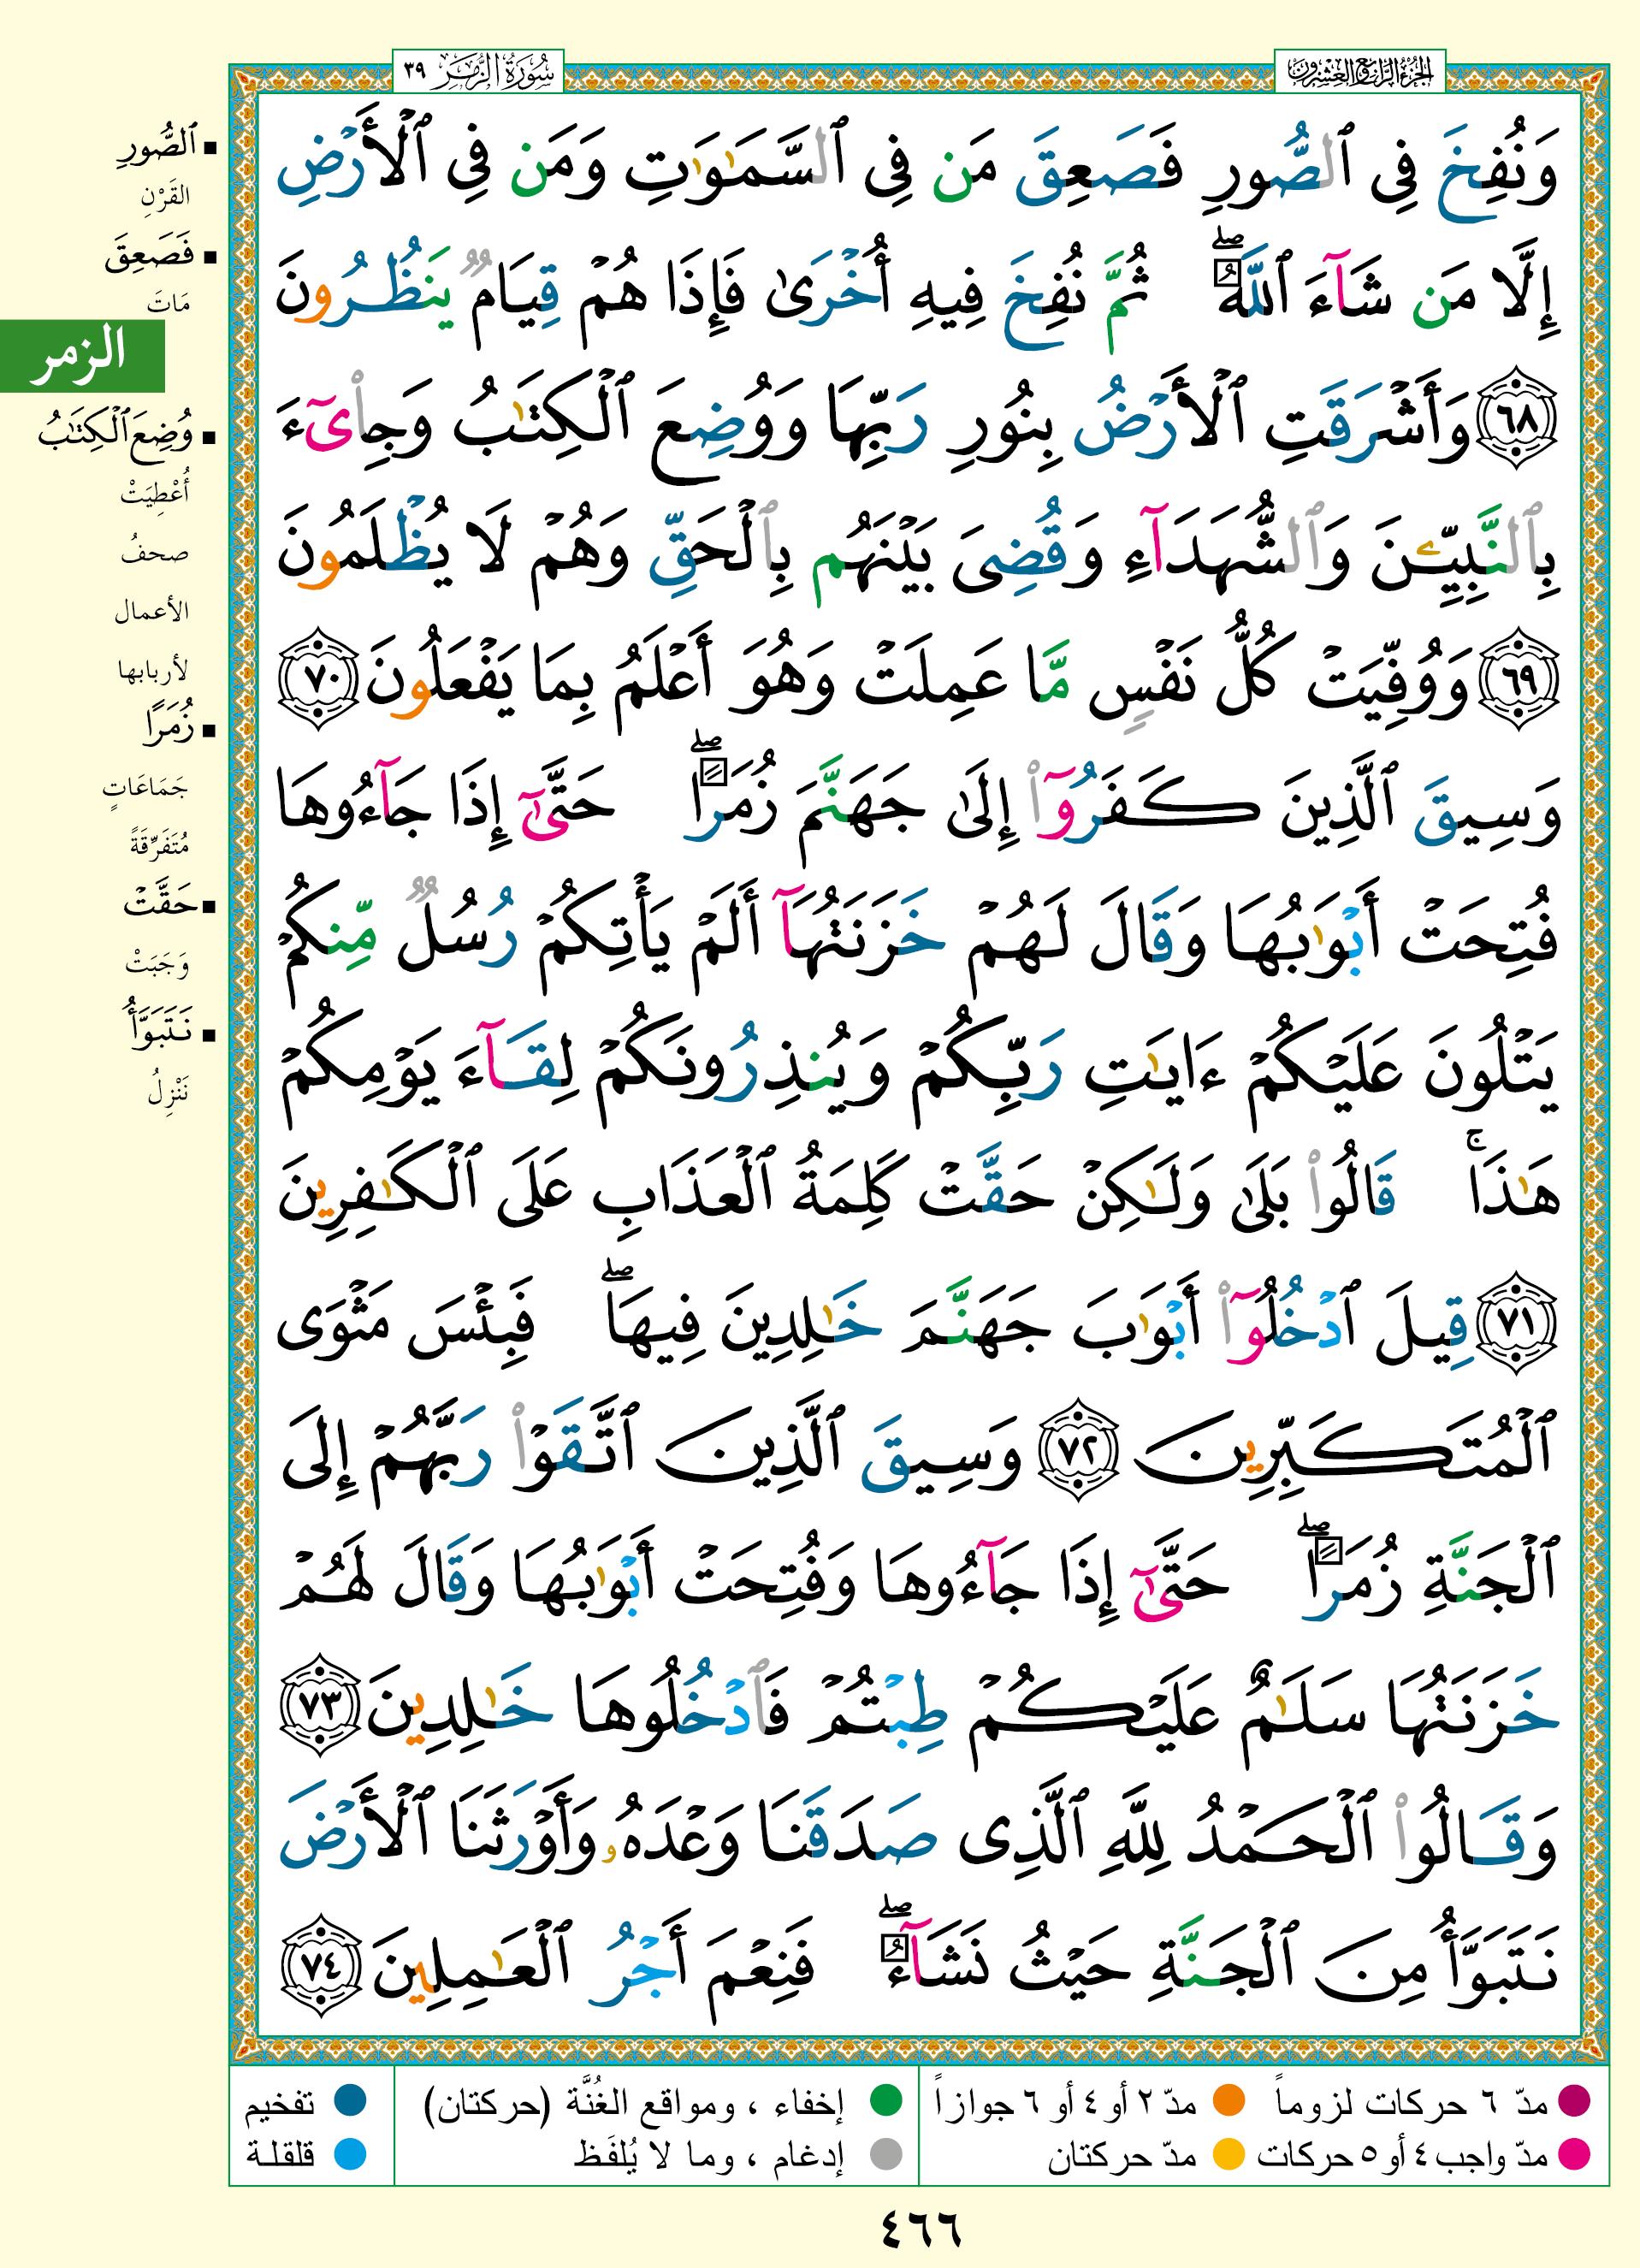 الجزء الرابع والعشرون
سُورَةُ الزُّمَرِ ٣٩
وَنُفِخَ فِى ٱلصُّورِ فَصَعِقَ مَن فِى ٱلسَّمَٰوَٰتِ وَمَن فِى ٱلْأَرْضِ
إِلَّا مَن شَآءَ ٱللَّهُ ۖ ثُمَّ نُفِخَ فِيهِ أُخْرَىٰ فَإِذَا هُمْ قِيَامٌ يَنظُرُونَ
٦٨ وَأَشْرَقَتِ ٱلْأَرْضُ بِنُورِ رَبِّهَا وَوُضِعَ ٱلْكِتَٰبُ وَجِا۟ىٓءَ
بِٱلنَّبِيِّۦنَ وَٱلشُّهَدَآءِ وَقُضِىَ بَيْنَهُم بِٱلْحَقِّ وَهُمْ لَا يُظْلَمُونَ
٦٩ وَوُفِّيَتْ كُلُّ نَفْسٍ مَّا عَمِلَتْ وَهُوَ أَعْلَمُ بِمَا يَفْعَلُونَ ٧٠
وَسِيقَ ٱلَّذِينَ كَفَرُوٓا۟ إِلَىٰ جَهَنَّمَ زُمَرًا ۖ حَتَّىٰٓ إِذَا جَآءُوهَا
فُتِحَتْ أَبْوَٰبُهَا وَقَالَ لَهُمْ خَزَنَتُهَآ أَلَمْ يَأْتِكُمْ رُسُلٌ مِّنكُمْ
يَتْلُونَ عَلَيْكُمْ ءَايَٰتِ رَبِّكُمْ وَيُنذِرُونَكُمْ لِقَآءَ يَوْمِكُمْ
هَٰذَا ۚ قَالُوا۟ بَلَىٰ وَلَٰكِنْ حَقَّتْ كَلِمَةُ ٱلْعَذَابِ عَلَى ٱلْكَٰفِرِينَ
٧١ قِيلَ ٱدْخُلُوٓا۟ أَبْوَٰبَ جَهَنَّمَ خَٰلِدِينَ فِيهَا ۖ فَبِئْسَ مَثْوَى
ٱلْمُتَكَبِّرِينَ ٧٢ وَسِيقَ ٱلَّذِينَ ٱتَّقَوْا۟ رَبَّهُمْ إِلَى
ٱلْجَنَّةِ زُمَرًا ۖ حَتَّىٰٓ إِذَا جَآءُوهَا وَفُتِحَتْ أَبْوَٰبُهَا وَقَالَ لَهُمْ
خَزَنَتُهَا سَلَٰمٌ عَلَيْكُمْ طِبْتُمْ فَٱدْخُلُوهَا خَٰلِدِينَ ٧٣
وَقَالُوا۟ ٱلْحَمْدُ لِلَّهِ ٱلَّذِى صَدَقَنَا وَعْدَهُۥ وَأَوْرَثَنَا ٱلْأَرْضَ
نَتَبَوَّأُ مِنَ ٱلْجَنَّةِ حَيْثُ نَشَآءُ ۖ فَنِعْمَ أَجْرُ ٱلْعَٰمِلِينَ ٧٤
■ ٱلصُّورِ
القَرْنِ
■ فَصَعِقَ
مَاتَ
الزمر
■ وُضِعَ ٱلْكِتَٰبُ
أُعْطِيَتْ
صحفُ
الأعمال
لأربابها
■ زُمَرًا
جَمَاعَاتٍ
مُتَفَرِّقَةً
■ حَقَّتْ
وَجَبَتْ
■ نَتَبَوَّأُ
نَنْزِلُ
مدّ ٦ حركات لزوماً
مدّ ٢ أو ٤ أو ٦ جوازاً
إخفاء ، ومواقع الغُنَّة (حركتان)
تفخيم
مدّ واجب ٤ أو ٥ حركات
مدّ حركتان
إدغام ، وما لا يُلفَظ
قلقلة
٤٦٦